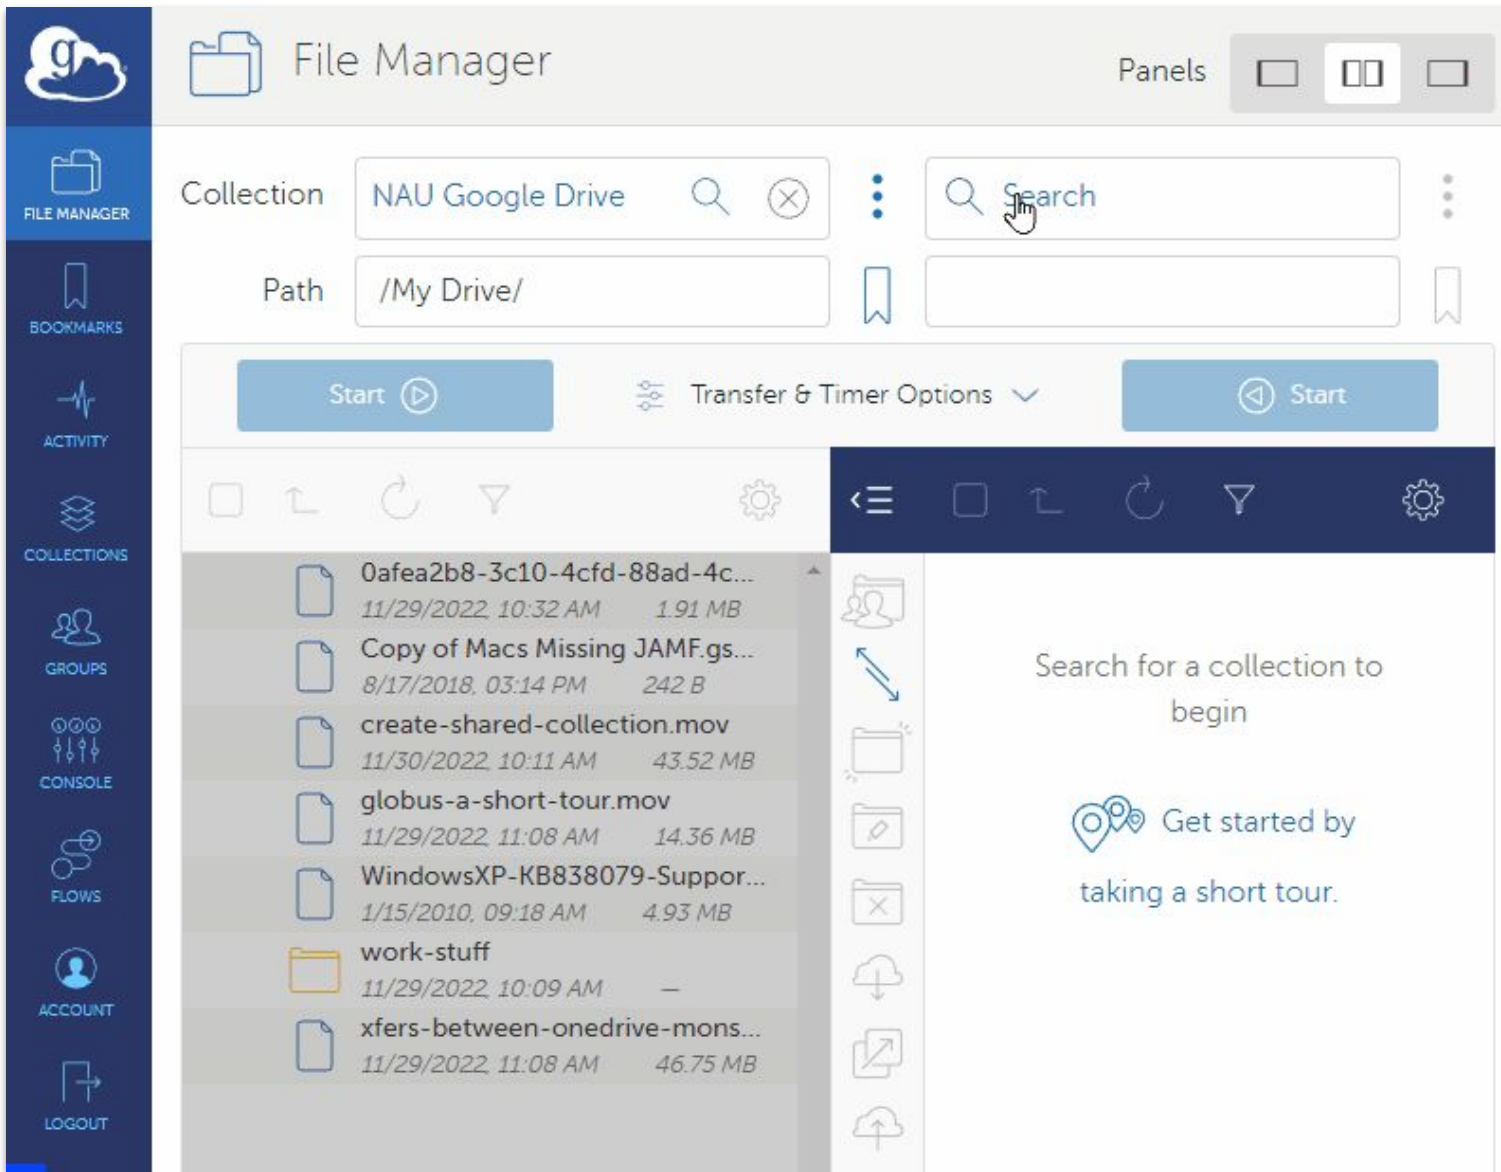 g
File Manager
Panels
FILE MANAGER
BOOKMARKS
ACTIVITY
COLLECTIONS
GROUPS
CONSOLE
FLOWS
ACCOUNT
LOGOUT
Collection
NAU Google Drive
Search
Path
/My Drive/
Start
Transfer & Timer Options
Start
0afea2b8-3c10-4cfd-88ad-4c...
11/29/2022, 10:32 AM 1.91 MB
Copy of Macs Missing JAMF.gs...
8/17/2018, 03:14 PM 242 B
create-shared-collection.mov
11/30/2022, 10:11 AM 43.52 MB
globus-a-short-tour.mov
11/29/2022, 11:08 AM 14.36 MB
WindowsXP-KB838079-Suppor...
1/15/2010, 09:18 AM 4.93 MB
work-stuff
11/29/2022, 10:09 AM —
xfers-between-onedrive-mons...
11/29/2022, 11:08 AM 46.75 MB
Search for a collection to
begin
Get started by
taking a short tour.